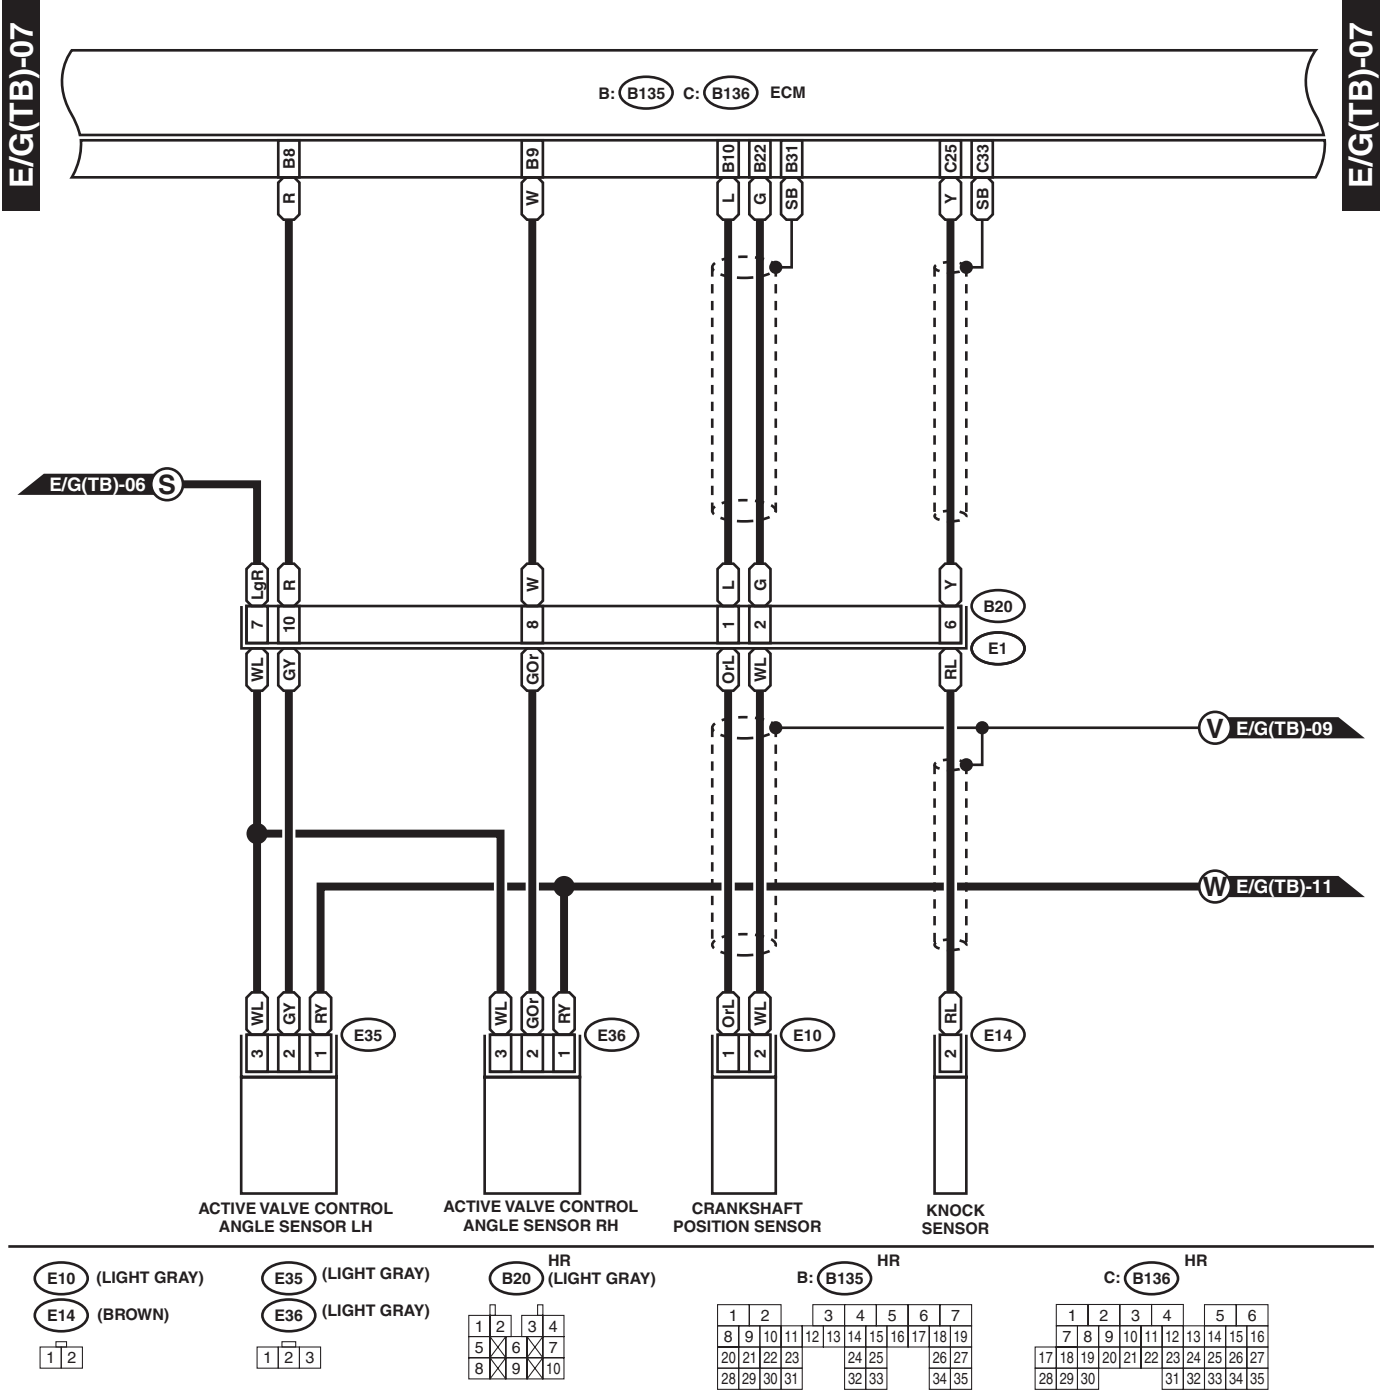 E/G(TB)-07
E/G(TB)-07
B: B135 C: B136 ECM
B8 B9 B10 B22 B31 C25 C33
R W L G SB Y SB
E/G(TB)-06 S
LgR R W L G Y
7 10 8 1 2 6
B20
E1
WL GY GOr OrL WL RL
V E/G(TB)-09
W E/G(TB)-11
WL GY RY WL GOr RY OrL WL RL
3 2 1 E35 3 2 1 E36 1 2 E10 2 E14
ACTIVE VALVE CONTROL
ANGLE SENSOR LH
ACTIVE VALVE CONTROL
ANGLE SENSOR RH
CRANKSHAFT
POSITION SENSOR
KNOCK
SENSOR
E10 (LIGHT GRAY)
E14 (BROWN)
1 2
E35 (LIGHT GRAY)
E36 (LIGHT GRAY)
1 2 3
HR
B20 (LIGHT GRAY)
1 2 3 4
5 6 7
8 9 10
HR
B: B135
1 2 3 4 5 6 7
8 9 10 11 12 13 14 15 16 17 18 19
20 21 22 23 24 25 26 27
28 29 30 31 32 33 34 35
HR
C: B136
1 2 3 4 5 6
7 8 9 10 11 12 13 14 15 16
17 18 19 20 21 22 23 24 25 26 27
28 29 30 31 32 33 34 35